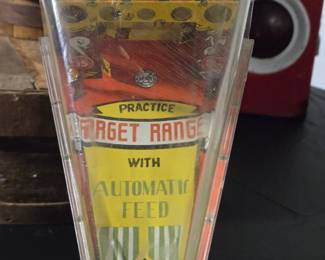 PRACTICE
TARGET RANGE
WITH
AUTOMATIC
FEED